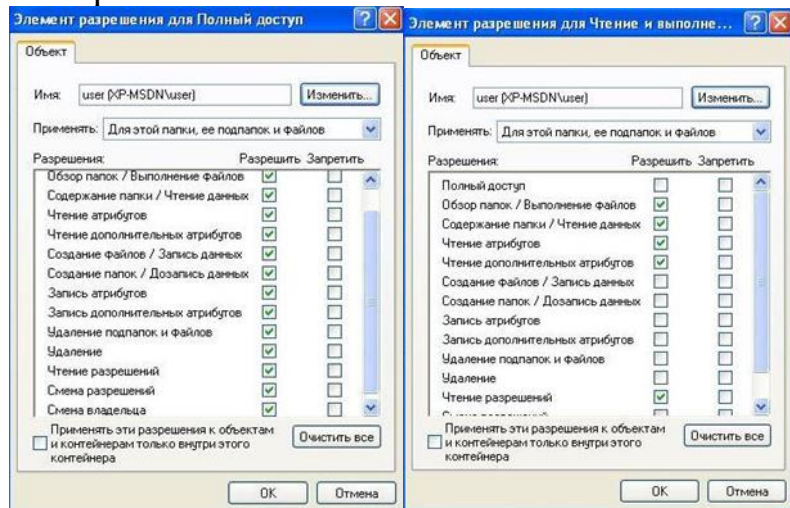 Элемент разрешения для Полный доступ
Объект
Имя: user (XP-MSDN\user) Изменить...
Применять: Для этой папки, ее подпапок и файлов
Разрешения: Разрешить Запретить
Обзор папок / Выполнение файлов
Содержание папки / Чтение данных
Чтение атрибутов
Чтение дополнительных атрибутов
Создание файлов / Запись данных
Создание папок / Дозапись данных
Запись атрибутов
Запись дополнительных атрибутов
Удаление подпапок и файлов
Удаление
Чтение разрешений
Смена разрешений
Смена владельца
Применять эти разрешения к объектам
и контейнерам только внутри этого
контейнера
Очистить все
OK Отмена
Элемент разрешения для Чтение и выполне...
Объект
Имя: user (XP-MSDN\user) Изменить...
Применять: Для этой папки, ее подпапок и файлов
Разрешения: Разрешить Запретить
Полный доступ
Обзор папок / Выполнение файлов
Содержание папки / Чтение данных
Чтение атрибутов
Чтение дополнительных атрибутов
Создание файлов / Запись данных
Создание папок / Дозапись данных
Запись атрибутов
Запись дополнительных атрибутов
Удаление подпапок и файлов
Удаление
Чтение разрешений
Применять эти разрешения к объектам
и контейнерам только внутри этого
контейнера
Очистить все
OK Отмена